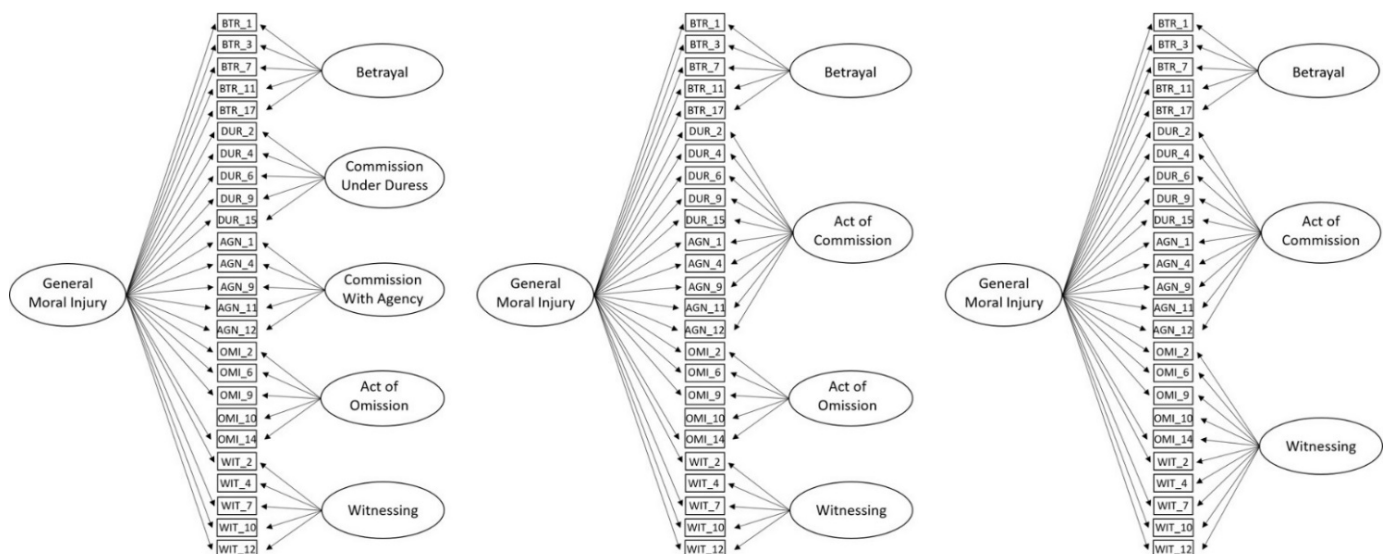 BTR_1
BTR_3
BTR_7
BTR_11
BTR_17
DUR_2
DUR_4
DUR_6
DUR_9
DUR_15
AGN_1
AGN_4
AGN_9
AGN_11
AGN_12
OMI_2
OMI_6
OMI_9
OMI_10
OMI_14
WIT_2
WIT_4
WIT_7
WIT_10
WIT_12
General
Moral Injury
Betrayal
Commission
Under Duress
Commission
With Agency
Act of
Omission
Witnessing
BTR_1
BTR_3
BTR_7
BTR_11
BTR_17
DUR_2
DUR_4
DUR_6
DUR_9
DUR_15
AGN_1
AGN_4
AGN_9
AGN_11
AGN_12
OMI_2
OMI_6
OMI_9
OMI_10
OMI_14
WIT_2
WIT_4
WIT_7
WIT_10
WIT_12
General
Moral Injury
Betrayal
Act of
Commission
Act of
Omission
Witnessing
BTR_1
BTR_3
BTR_7
BTR_11
BTR_17
DUR_2
DUR_4
DUR_6
DUR_9
DUR_15
AGN_1
AGN_4
AGN_9
AGN_11
AGN_12
OMI_2
OMI_6
OMI_9
OMI_10
OMI_14
WIT_2
WIT_4
WIT_7
WIT_10
WIT_12
General
Moral Injury
Betrayal
Act of
Commission
Witnessing